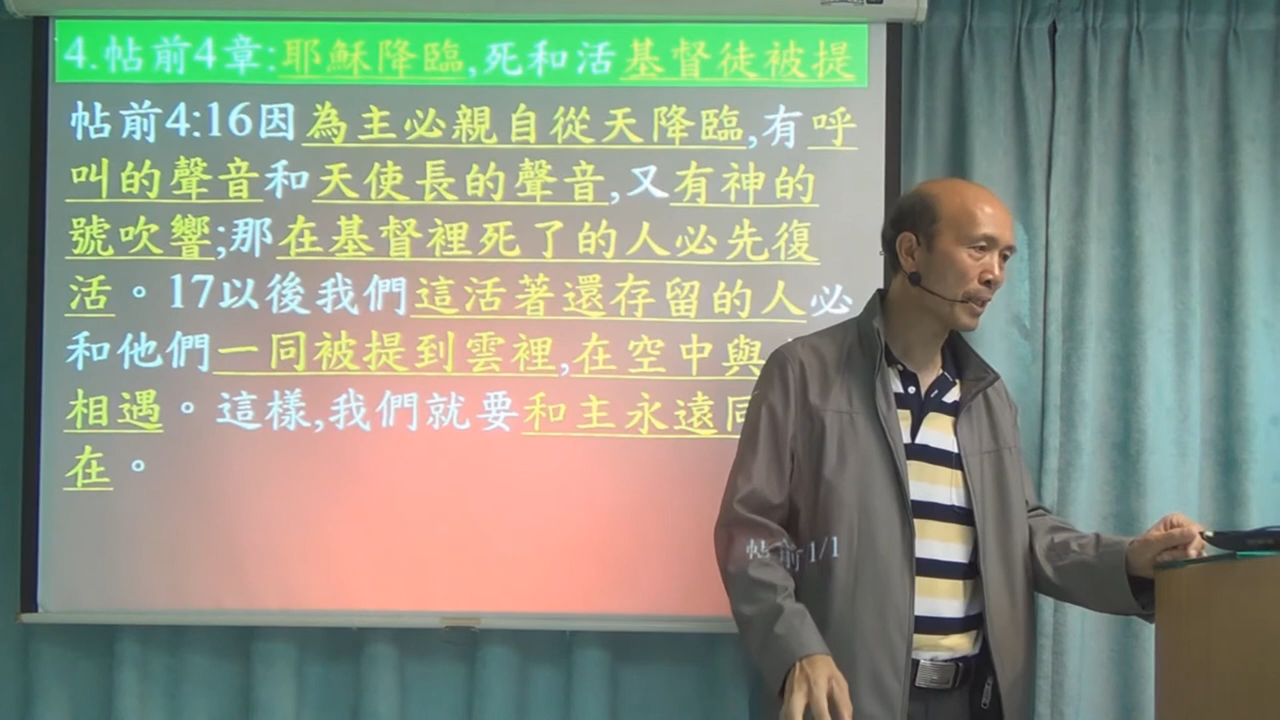 4.帖前4章:耶穌降臨,死和活基督徒被提
帖前4:16因為主必親自從天降臨,有呼
叫的聲音和天使長的聲音,又有神的
號吹響;那在基督裡死了的人必先復
活。17以後我們這活著還存留的人必
和他們一同被提到雲裡,在空中與
相遇。這樣,我們就要和主永遠同
在。
帖前1/1